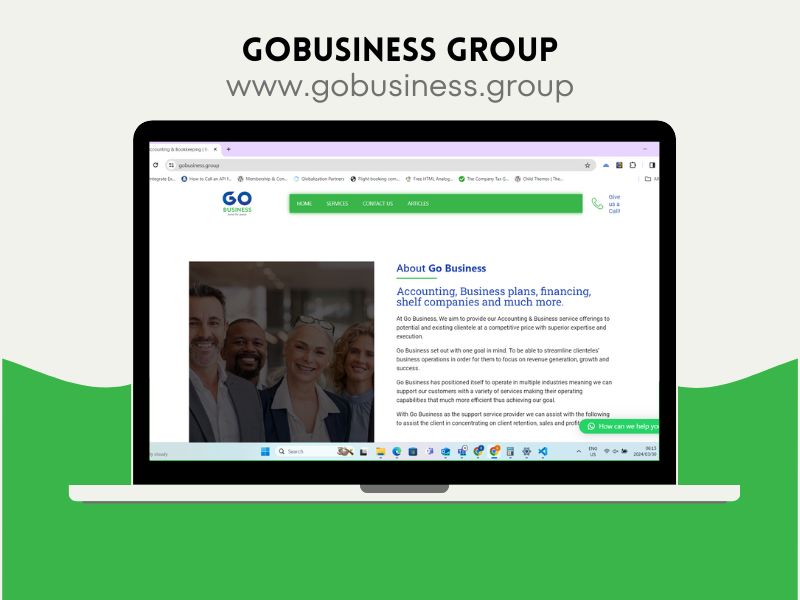 GOBUSINESS GROUP
www.gobusiness.group
ccounting & Bookkeeping | E
gobusiness.group
How to Call an API f...
Membership & Con...
Globalization Partners
Flight booking com...
Free HTML Analog...
The Company Tax G...
Child Themes | The...
GO
BUSINESS
HOME SERVICES CONTACT US ARTICLES
Give
us a
Call!
About Go Business
Accounting, Business plans, financing,
shelf companies and much more.
At Go Business, We aim to provide our Accounting & Business service offerings to
potential and existing clientele at a competitive price with superior expertise and
execution.
Go Business set out with one goal in mind. To be able to streamline clienteles'
business operations in order for them to focus on revenue generation, growth and
success.
Go Business has positioned itself to operate in multiple industries meaning we can
support our customers with a variety of services making their operating
capabilities that much more efficient thus achieving our goal.
With Go Business as the support service provider we can assist with the following
to assist the client in concentrating on client retention, sales and profit
How can we help you
Search
ENG
US
06:13
2024/03/30